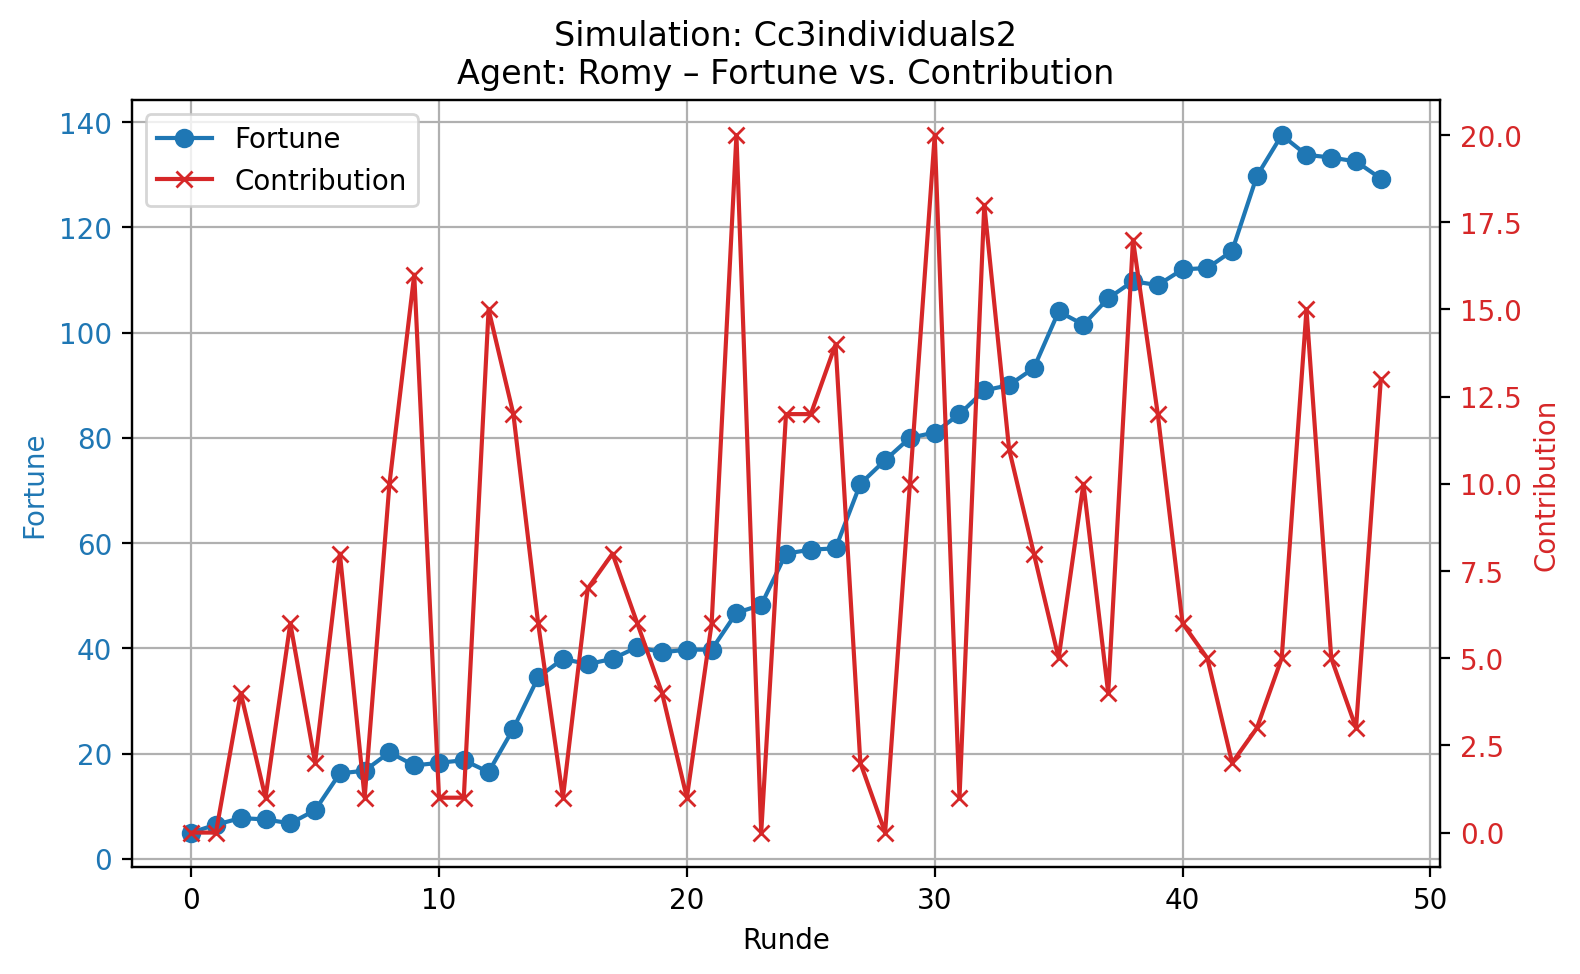 Simulation: Cc3individuals2
Agent: Romy – Fortune vs. Contribution
Fortune
Contribution
140
120
100
80
60
40
20
0
Fortune
20.0
17.5
15.0
12.5
10.0
7.5
5.0
2.5
0.0
Contribution
0 10 20 30 40 50
Runde